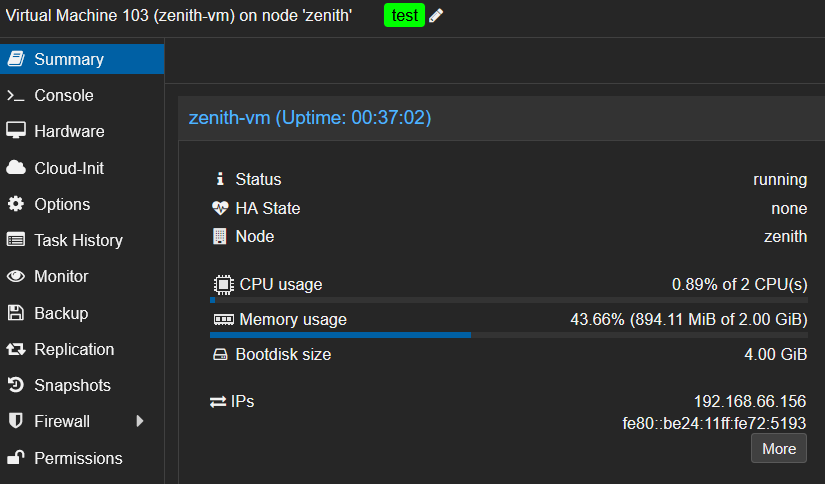 Virtual Machine 103 (zenith-vm) on node 'zenith' test
Summary
Console
Hardware
Cloud-Init
Options
Task History
Monitor
Backup
Replication
Snapshots
Firewall
Permissions
zenith-vm (Uptime: 00:37:02)
Status running
HA State none
Node zenith
CPU usage 0.89% of 2 CPU(s)
Memory usage 43.66% (894.11 MiB of 2.00 GiB)
Bootdisk size 4.00 GiB
IPs 192.168.66.156
fe80::be24:11ff:fe72:5193
More